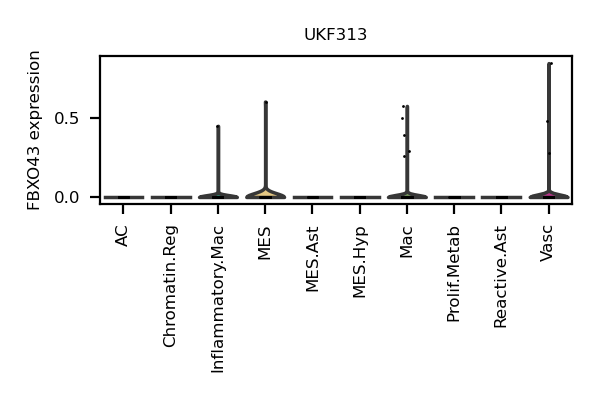 UKF313
FBXO43 expression
0.5
0.0
AC
Chromatin.Reg
Inflammatory.Mac
MES
MES.Ast
MES.Hyp
Mac
Prolif.Metab
Reactive.Ast
Vasc